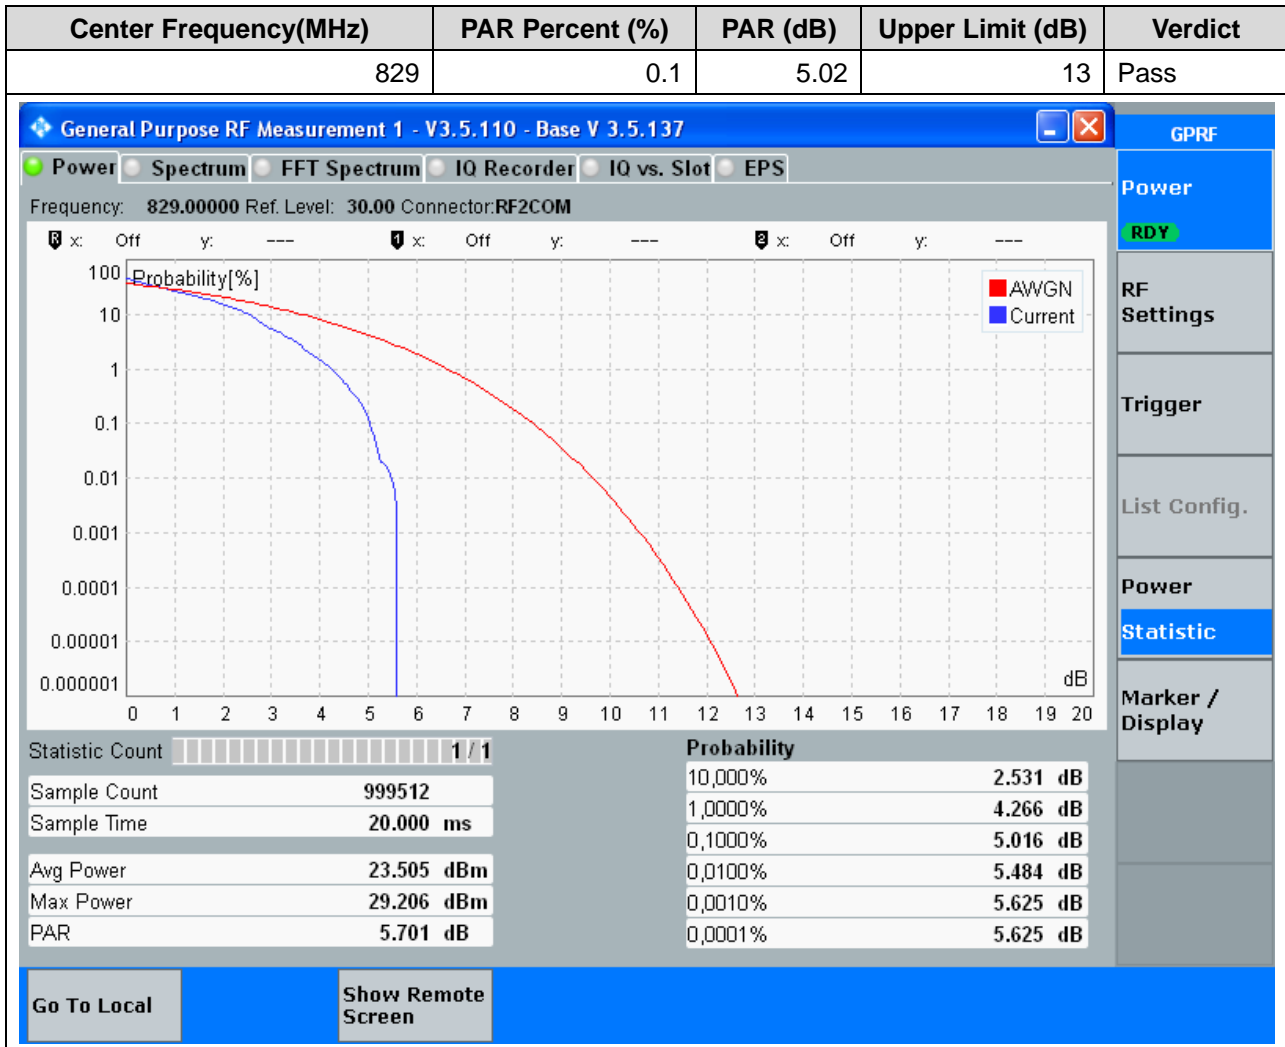 Center Frequency(MHz) PAR Percent (%) PAR (dB) Upper Limit (dB) Verdict
829 0.1 5.02 13 Pass
General Purpose RF Measurement 1 - V3.5.110 - Base V 3.5.137
GPRF
Power Spectrum FFT Spectrum IQ Recorder IQ vs. Slot EPS
Power
RDY
Frequency: 829.00000 Ref. Level: 30.00 Connector:RF2COM
R x: Off y: --- 1 x: Off y: --- 2 x: Off y: ---
Probability[%]
AWGN
Current
100
10
1
0.1
0.01
0.001
0.0001
0.00001
0.000001
dB
0 1 2 3 4 5 6 7 8 9 10 11 12 13 14 15 16 17 18 19 20
RF
Settings
Trigger
List Config.
Power
Statistic
Marker /
Display
Statistic Count 1 / 1
Sample Count 999512
Sample Time 20.000 ms
Avg Power 23.505 dBm
Max Power 29.206 dBm
PAR 5.701 dB
Probability
10,000% 2.531 dB
1,0000% 4.266 dB
0,1000% 5.016 dB
0,0100% 5.484 dB
0,0010% 5.625 dB
0,0001% 5.625 dB
Go To Local
Show Remote
Screen